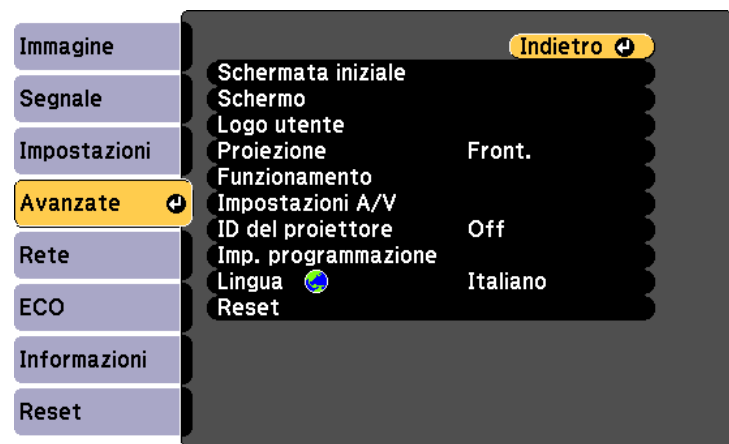 Immagine
Segnale
Impostazioni
Avanzate
Rete
ECO
Informazioni
Reset
Indietro
Schermata iniziale
Schermo
Logo utente
Proiezione Front.
Funzionamento
Impostazioni A/V
ID del proiettore Off
Imp. programmazione
Lingua Italiano
Reset